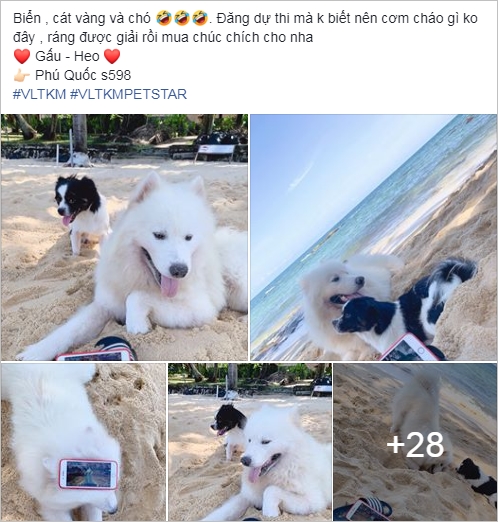 Biển , cát vàng và chó 🤣🤣🤣. Đăng dự thi mà k biết nên cơm cháo gì ko
đây , ráng được giải rồi mua chúc chích cho nha
❤️ Gấu - Heo ❤️
👉🏻 Phú Quốc s598
#VLTKM #VLTKMPETSTAR
+28